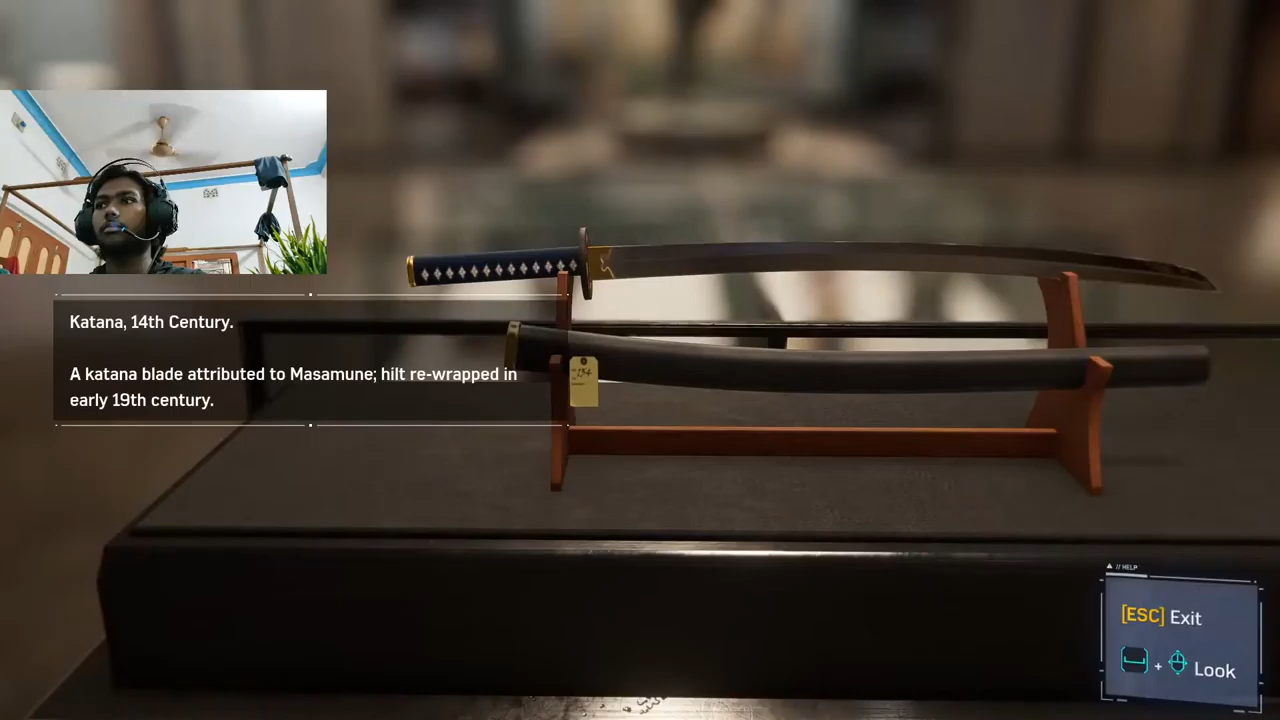 Katana, 14th Century.
A katana blade attributed to Masamune; hilt re-wrapped in
early 19th century.
154
// HELP
[ESC] Exit
+ Look